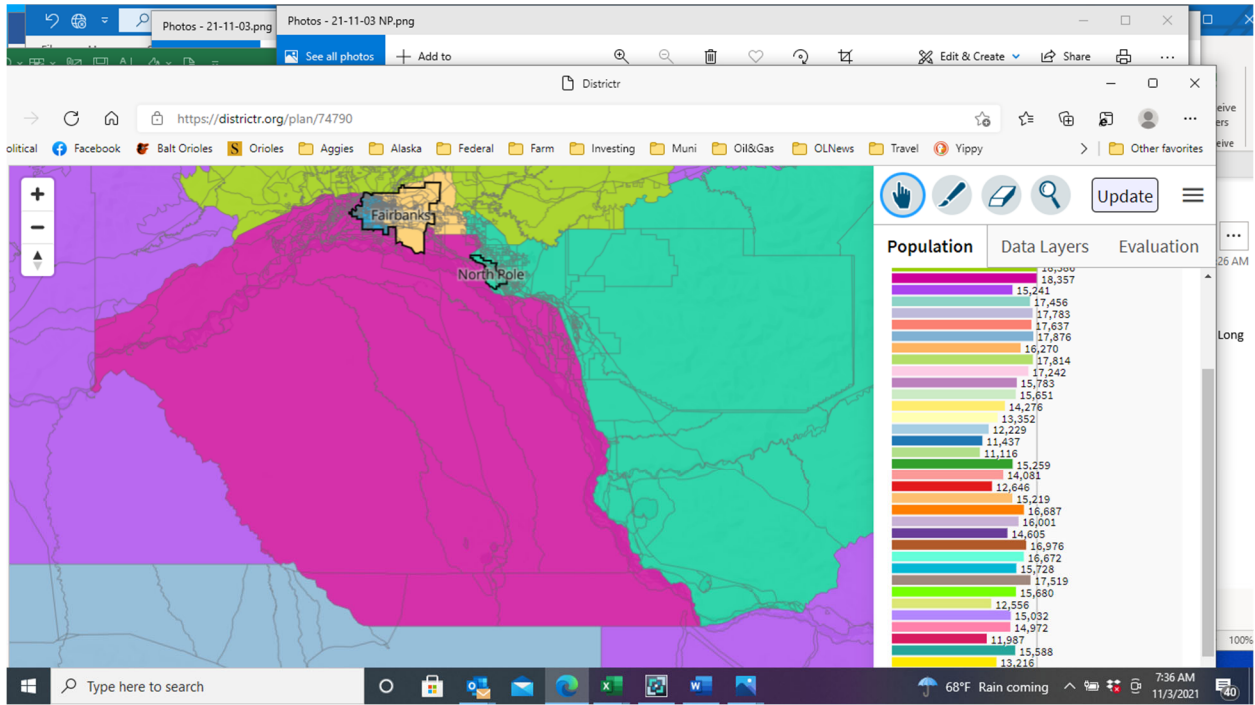 Photos - 21-11-03.png
Photos - 21-11-03 NP.png
See all photos
Add to
Edit & Create
Share
Districtr
https://districtr.org/plan/74790
olitical
Facebook
Balt Orioles
Orioles
Aggies
Alaska
Federal
Farm
Investing
Muni
Oil&Gas
OLNews
Travel
Yippy
Other favorites
eive
ers
eive
26 AM
Long
100%
Fairbanks
North Pole
Update
Population
Data Layers
Evaluation
18,357
15,241
17,456
17,783
17,637
17,876
16,270
17,814
17,242
15,783
15,651
14,276
13,352
12,229
11,437
11,116
15,259
14,081
12,646
15,219
16,687
16,001
14,605
16,976
16,672
15,728
17,519
15,680
12,556
15,032
14,972
11,987
15,588
13,216
Type here to search
68°F Rain coming
7:36 AM
11/3/2021
40